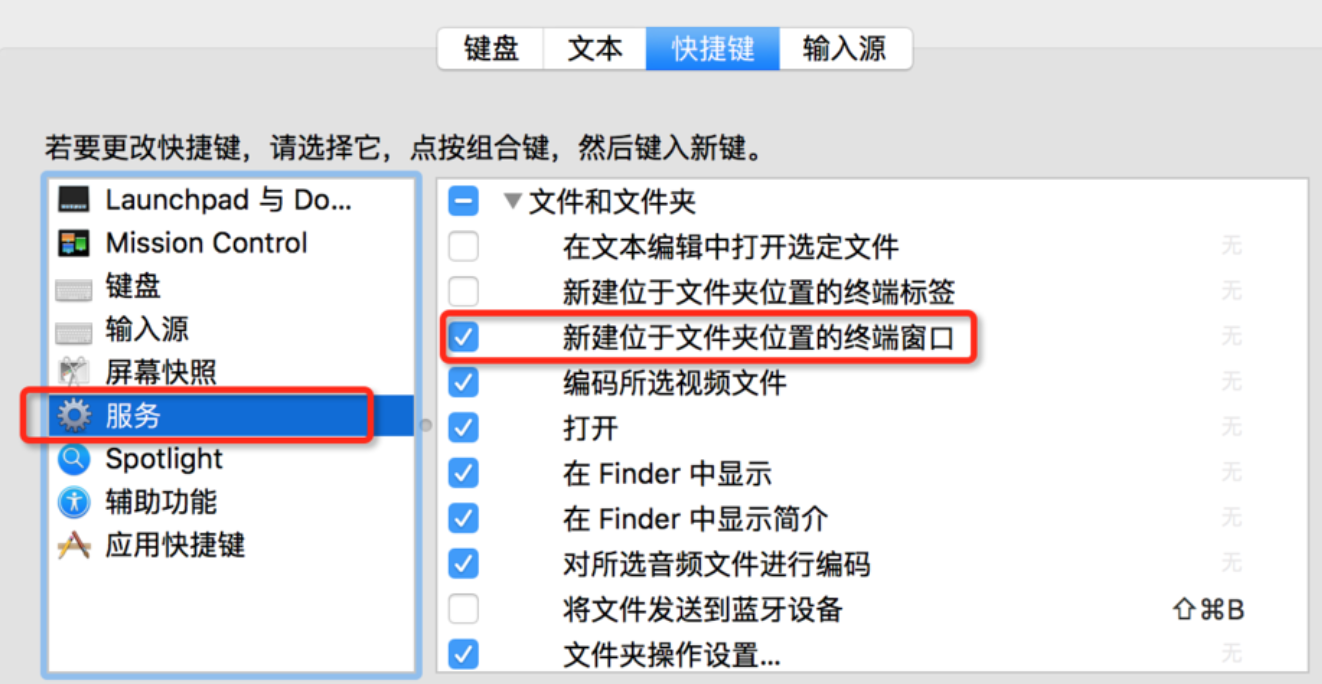 键盘 文本 快捷键 输入源
若要更改快捷键，请选择它，点按组合键，然后键入新键。
Launchpad 与 Do...
Mission Control
键盘
输入源
屏幕快照
服务
Spotlight
辅助功能
应用快捷键
文件和文件夹
在文本编辑中打开选定文件 无
新建位于文件夹位置的终端标签 无
新建位于文件夹位置的终端窗口 无
编码所选视频文件 无
打开 无
在 Finder 中显示 无
在 Finder 中显示简介 无
对所选音频文件进行编码 无
将文件发送到蓝牙设备 ⇧⌘B
文件夹操作设置... 无